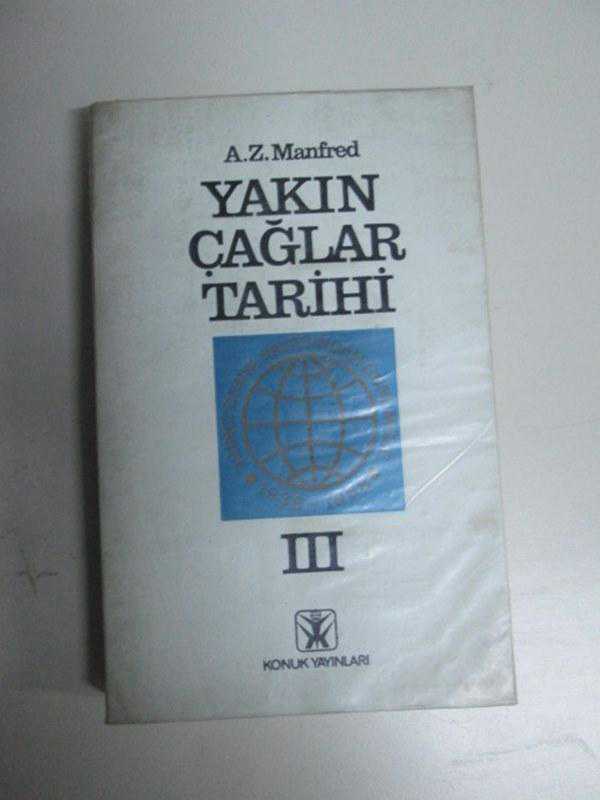 A.Z. Manfred
YAKIN
ÇAĞLAR
TARİHİ
III
KONUK YAYINLARI